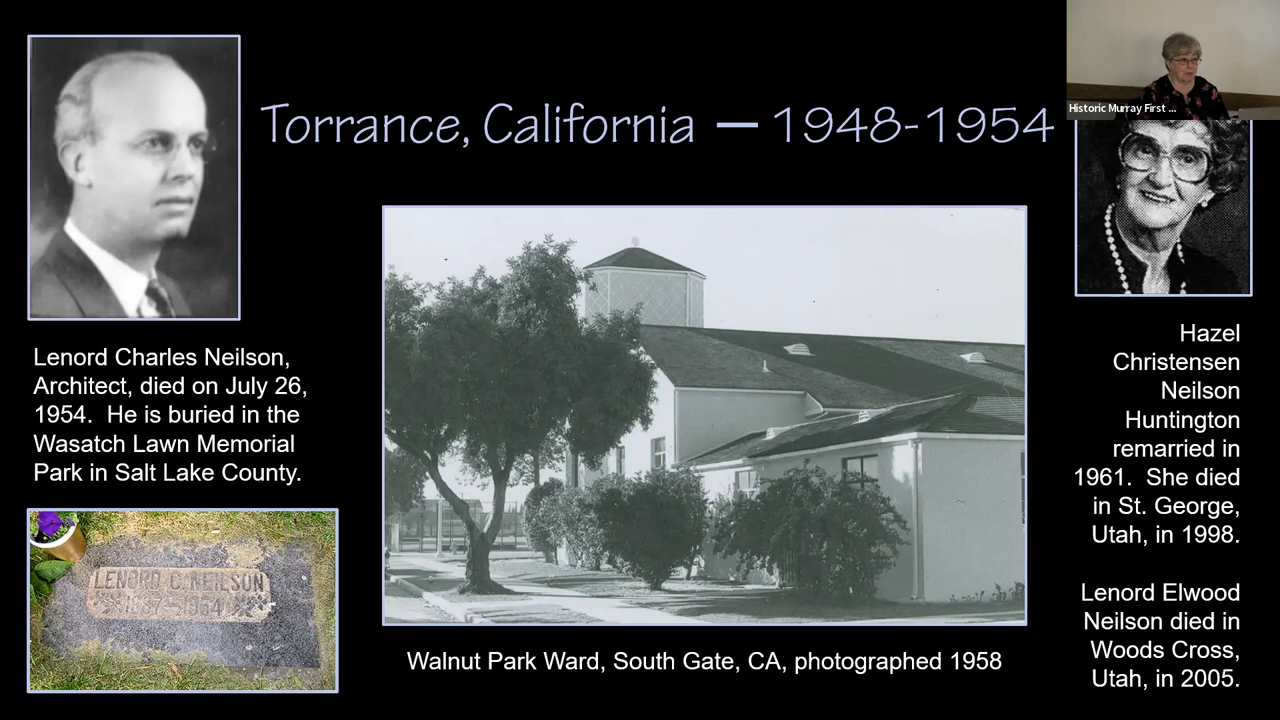 Historic Murray First ...
Torrance, California — 1948-1954
Lenord Charles Neilson,
Architect, died on July 26,
1954.  He is buried in the
Wasatch Lawn Memorial
Park in Salt Lake County.
LENORD C. NEILSON
1887–1954
Walnut Park Ward, South Gate, CA, photographed 1958
Hazel
Christensen
Neilson
Huntington
remarried in
1961.  She died
in St. George,
Utah, in 1998.
Lenord Elwood
Neilson died in
Woods Cross,
Utah, in 2005.